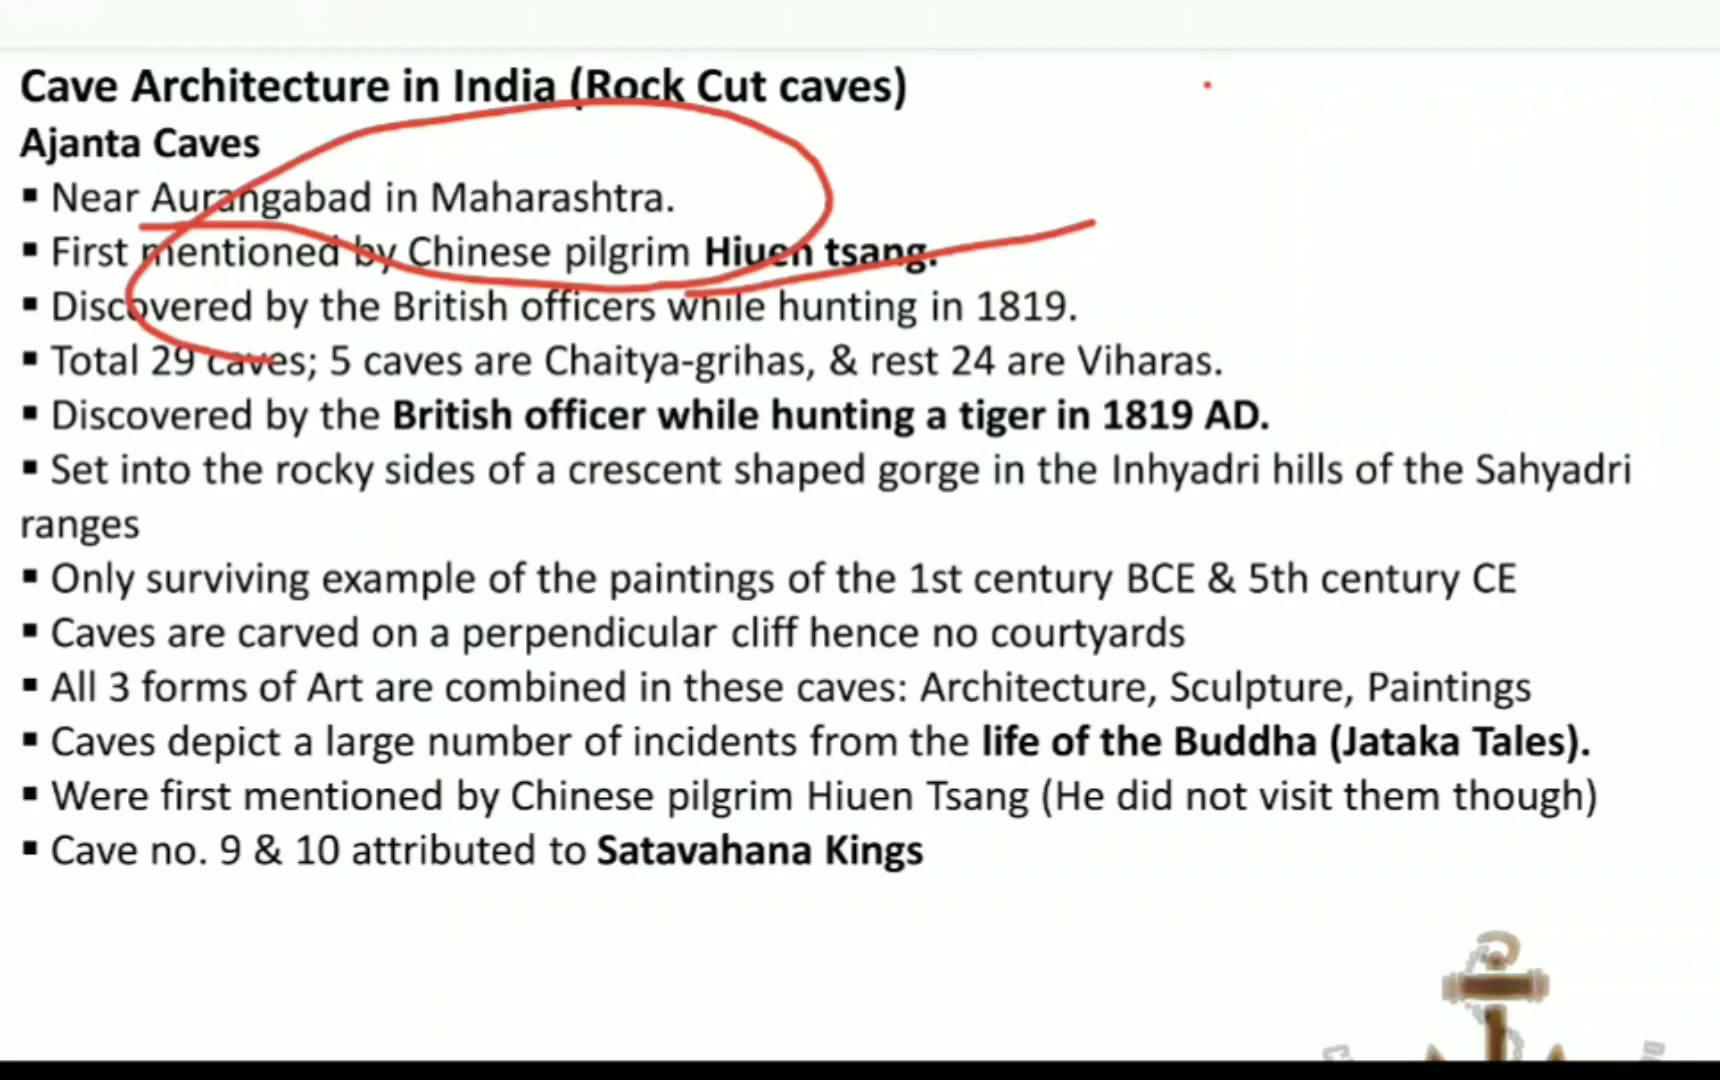 Cave Architecture in India (Rock Cut caves)
Ajanta Caves
▪ Near Aurangabad in Maharashtra.
▪ First mentioned by Chinese pilgrim Hiuen tsang.
▪ Discovered by the British officers while hunting in 1819.
▪ Total 29 caves; 5 caves are Chaitya-grihas, & rest 24 are Viharas.
▪ Discovered by the British officer while hunting a tiger in 1819 AD.
▪ Set into the rocky sides of a crescent shaped gorge in the Inhyadri hills of the Sahyadri
ranges
▪ Only surviving example of the paintings of the 1st century BCE & 5th century CE
▪ Caves are carved on a perpendicular cliff hence no courtyards
▪ All 3 forms of Art are combined in these caves: Architecture, Sculpture, Paintings
▪ Caves depict a large number of incidents from the life of the Buddha (Jataka Tales).
▪ Were first mentioned by Chinese pilgrim Hiuen Tsang (He did not visit them though)
▪ Cave no. 9 & 10 attributed to Satavahana Kings